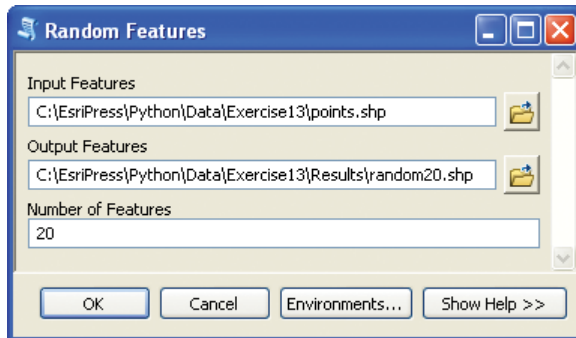 Random Features
Input Features
C:\EsriPress\Python\Data\Exercise13\points.shp
Output Features
C:\EsriPress\Python\Data\Exercise13\Results\random20.shp
Number of Features
20
OK Cancel Environments... Show Help >>